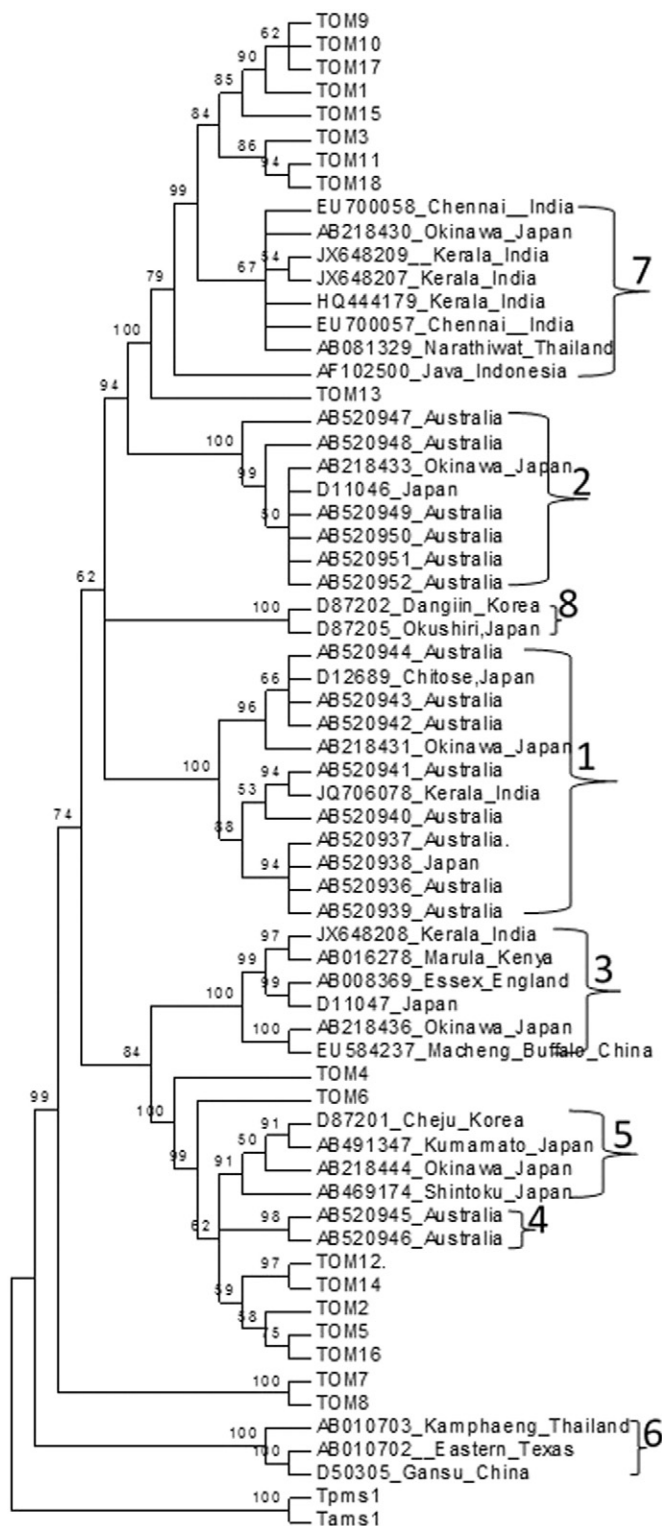 TOM9
62
TOM10
90
TOM17
85
TOM1
84
TOM15
86
TOM3
94
TOM11
TOM18
99
EU700058_Chennai__India
AB218430_Okinawa_Japan
54
JX648209__Kerala_India
67
JX648207_Kerala_India
7
79
HQ444179_Kerala_India
EU700057_Chennai_India
100
AB081329_Narathiwat_Thailand
AF102500_Java_Indonesia
94
TOM13
AB520947_Australia
100
AB520948_Australia
99
AB218433_Okinawa_Japan
2
D11046_Japan
50
AB520949_Australia
AB520950_Australia
AB520951_Australia
AB520952_Australia
62
100
D87202_Dangiin_Korea
8
D87205_Okushiri,Japan
AB520944_Australia
66
D12689_Chitose,Japan
96
AB520943_Australia
AB520942_Australia
AB218431_Okinawa_Japan
1
100
94
AB520941_Australia
53
JQ706078_Kerala_India
AB520940_Australia
74
88
AB520937_Australia.
94
AB520938_Japan
AB520936_Australia
AB520939_Australia
97
JX648208_Kerala_India
99
AB016278_Marula_Kenya
3
99
AB008369_Essex_England
100
D11047_Japan
100
AB218436_Okinawa_Japan
EU584237_Macheng_Buffalo_China
84
TOM4
100
TOM6
99
91
D87201_Cheju_Korea
5
50
AB491347_Kumamato_Japan
99
91
AB218444_Okinawa_Japan
AB469174_Shintoku_Japan
98
AB520945_Australia
4
62
AB520946_Australia
97
TOM12.
59
TOM14
58
TOM2
75
TOM5
TOM16
100
TOM7
TOM8
100
AB010703_Kamphaeng_Thailand
6
100
AB010702__Eastern_Texas
D50305_Gansu_China
100
Tpms1
Tams1